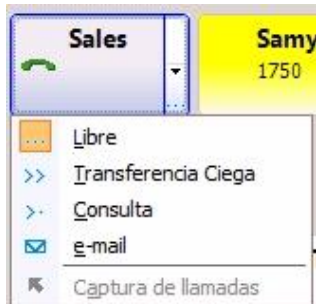 Sales
Samy
1750
Libre
Transferencia Ciega
Consulta
e-mail
Captura de llamadas